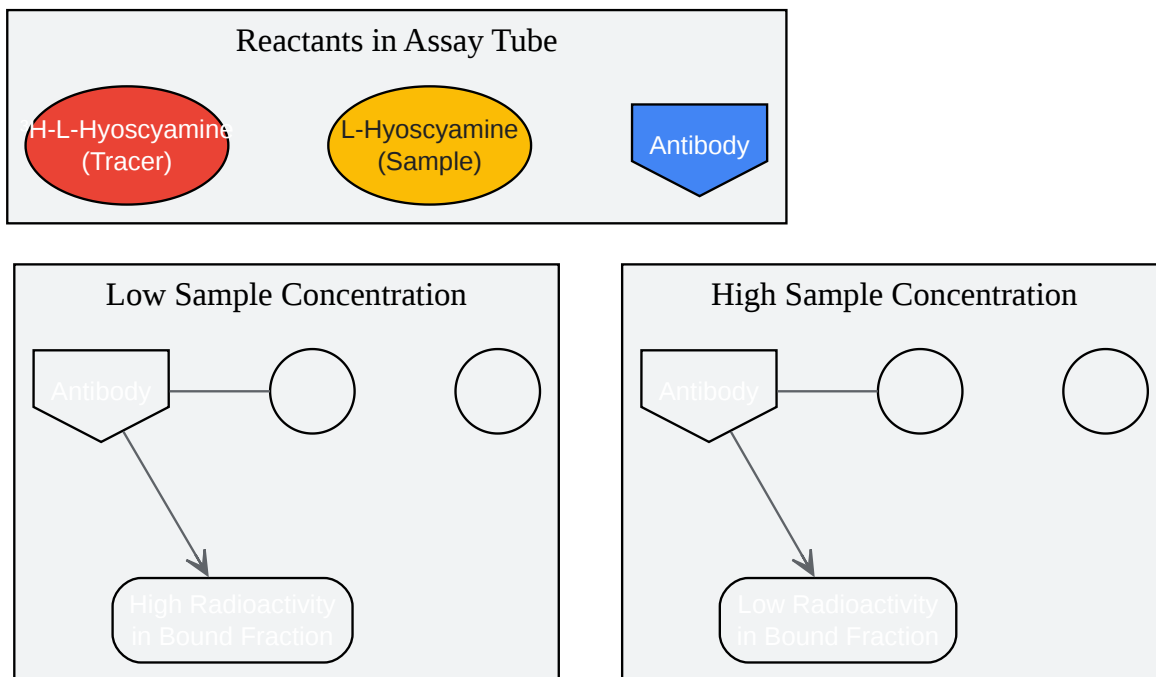 Reactants in Assay Tube
³H-L-Hyoscyamine
(Tracer)
L-Hyoscyamine
(Sample)
Antibody
Low Sample Concentration
Antibody
High Radioactivity
in Bound Fraction
High Sample Concentration
Antibody
Low Radioactivity
in Bound Fraction